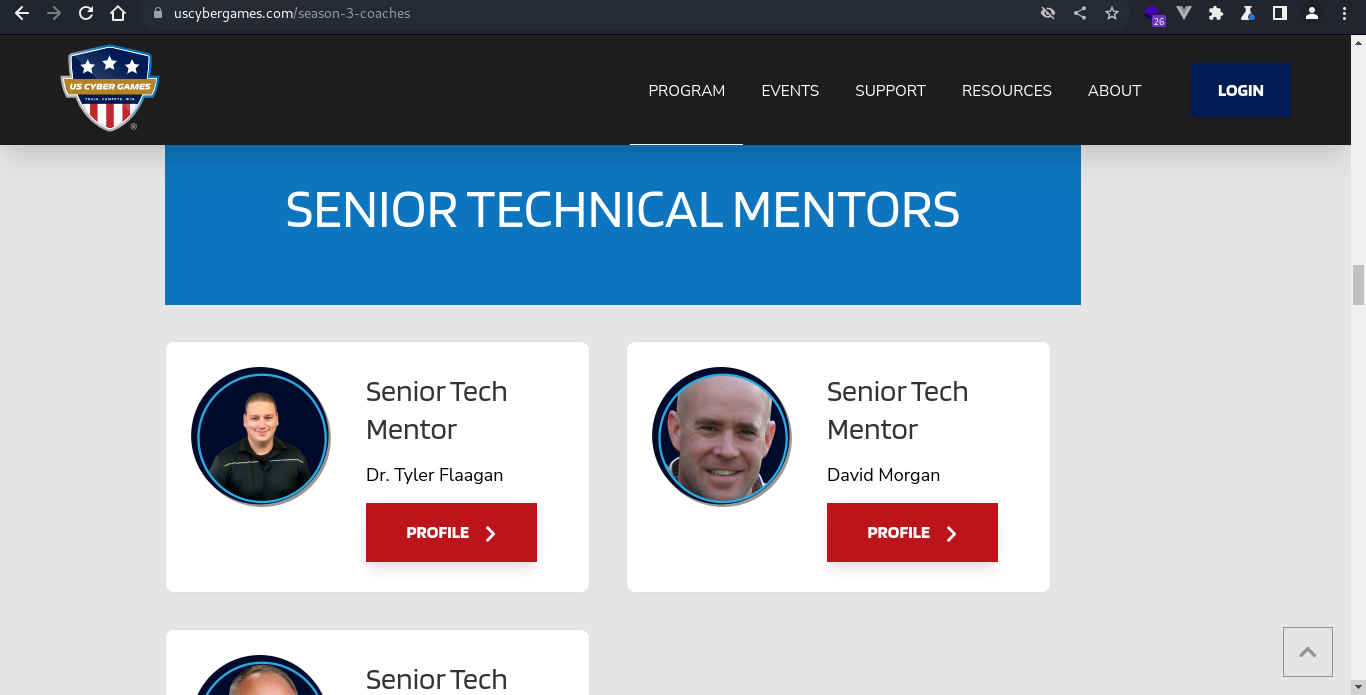 uscybergames.com/season-3-coaches
26
US CYBER GAMES
TRAIN. COMPETE. WIN.
®
PROGRAM
EVENTS
SUPPORT
RESOURCES
ABOUT
LOGIN
SENIOR TECHNICAL MENTORS
Senior Tech
Mentor
Dr. Tyler Flaagan
PROFILE
Senior Tech
Mentor
David Morgan
PROFILE
Senior Tech